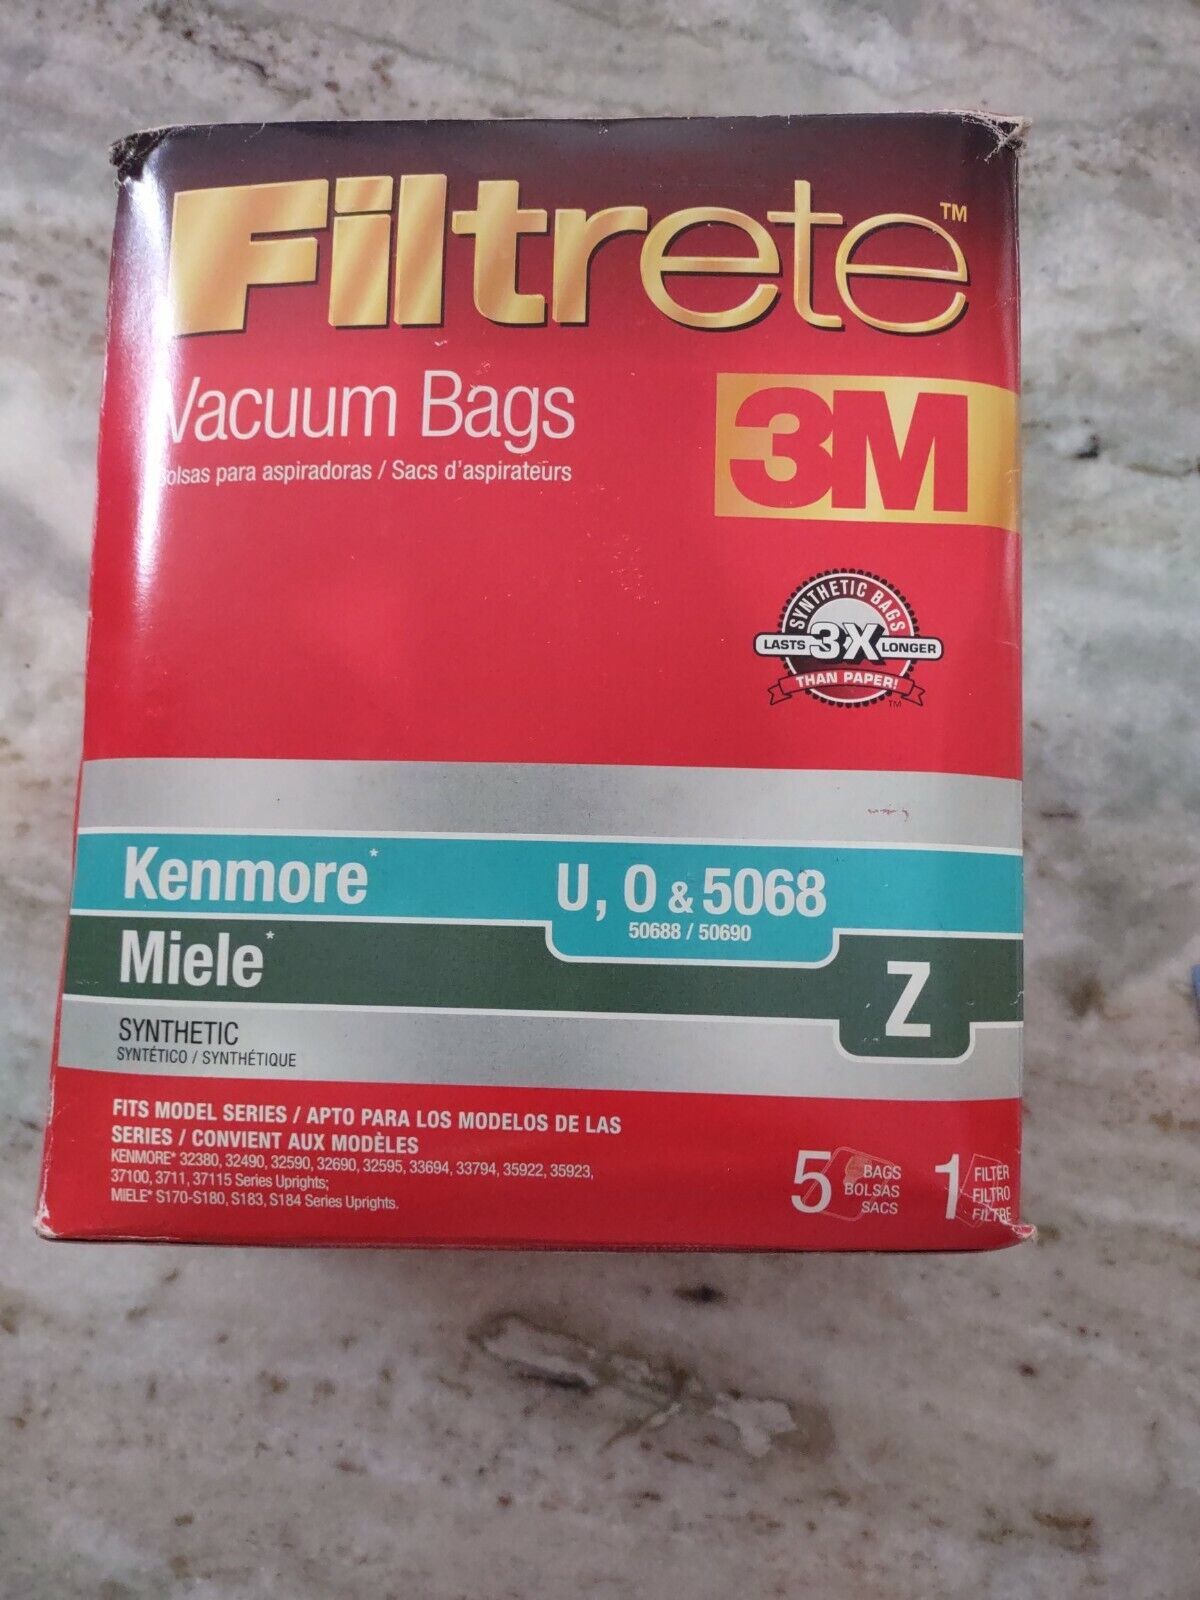 Filtrete™
Vacuum Bags
Bolsas para aspiradoras / Sacs d'aspirateurs
3M
SYNTHETIC BAGS
LASTS 3X LONGER
THAN PAPER!
TM
Kenmore* U, O & 5068
50688 / 50690
Miele* Z
SYNTHETIC
SYNTÉTICO / SYNTHÉTIQUE
FITS MODEL SERIES / APTO PARA LOS MODELOS DE LAS
SERIES / CONVIENT AUX MODÈLES
KENMORE* 32380, 32490, 32590, 32690, 32595, 33694, 33794, 35922, 35923,
37100, 3711, 37115 Series Uprights;
MIELE* S170-S180, S183, S184 Series Uprights.
5 BAGS
BOLSAS
SACS
1 FILTER
FILTRO
FILTRE